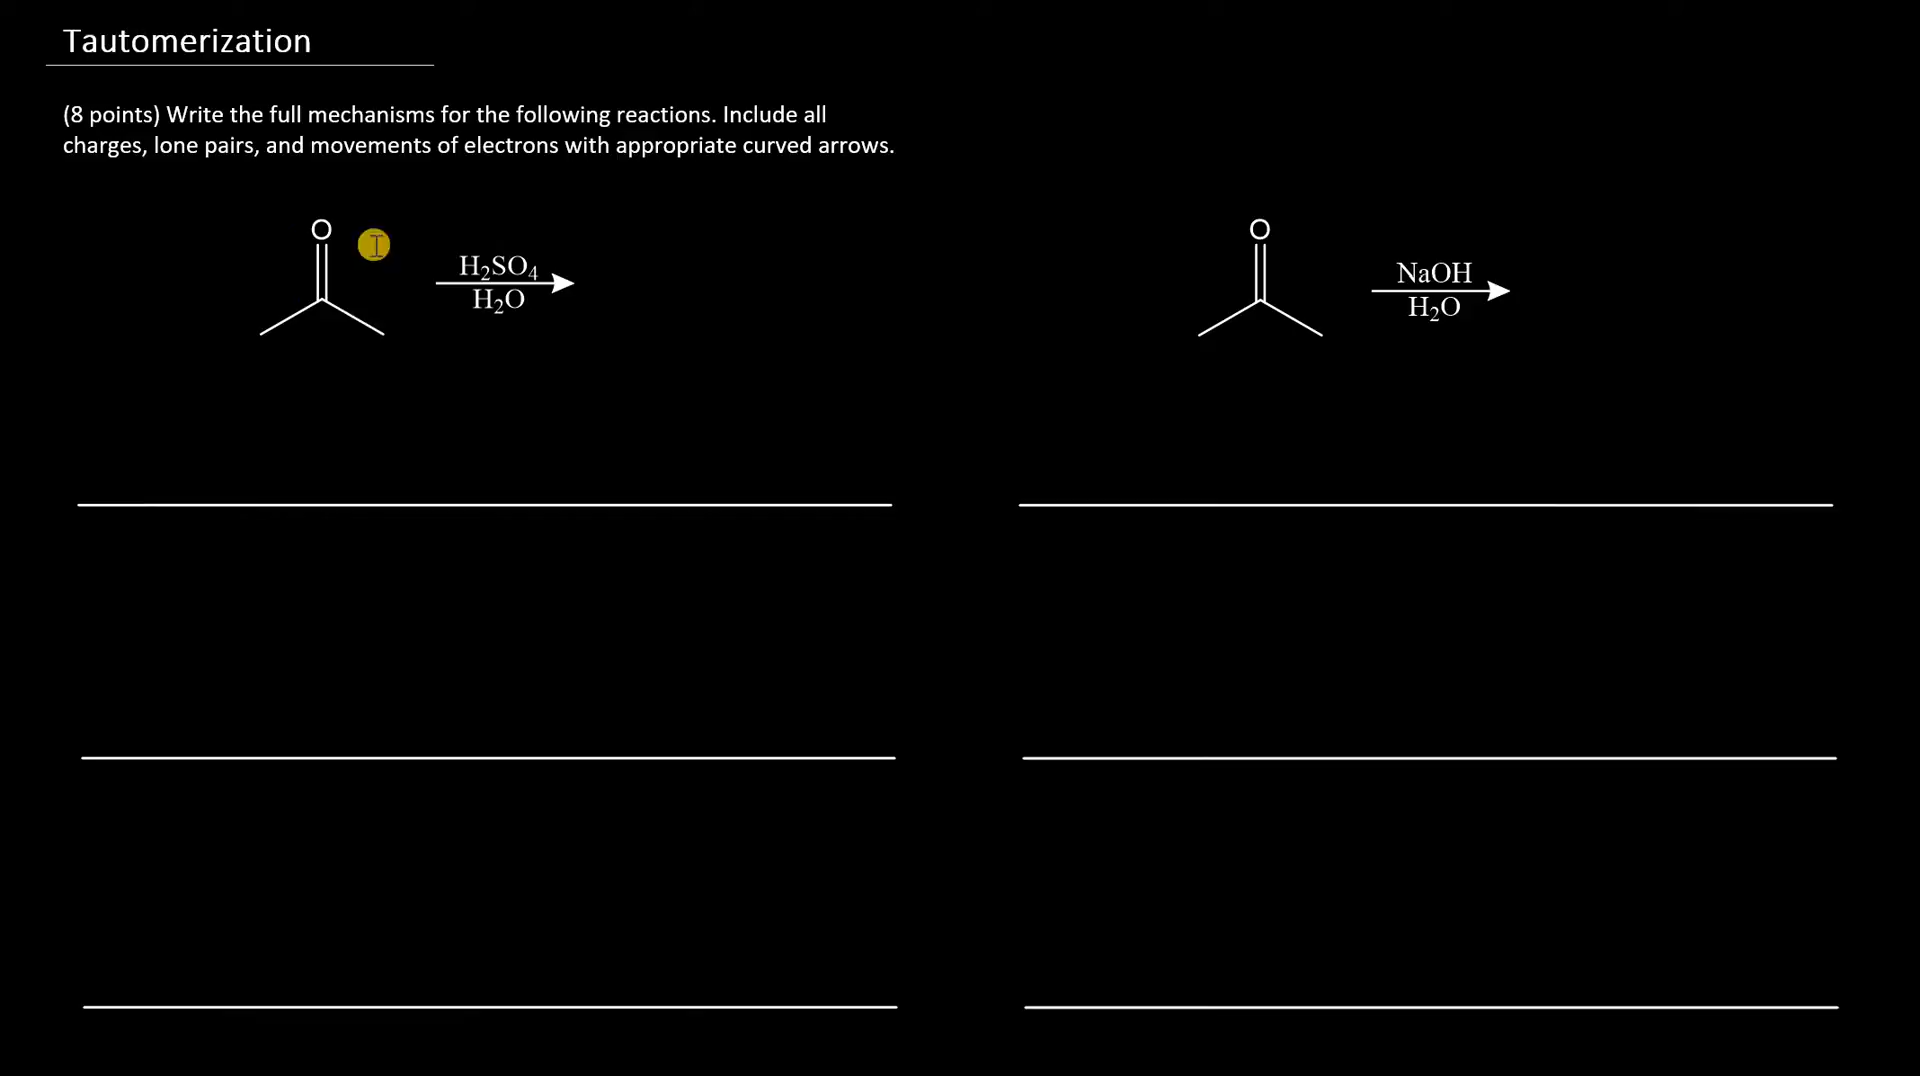 Tautomerization
(8 points) Write the full mechanisms for the following reactions. Include all
charges, lone pairs, and movements of electrons with appropriate curved arrows.
O
H₂SO₄
H₂O
O
NaOH
H₂O